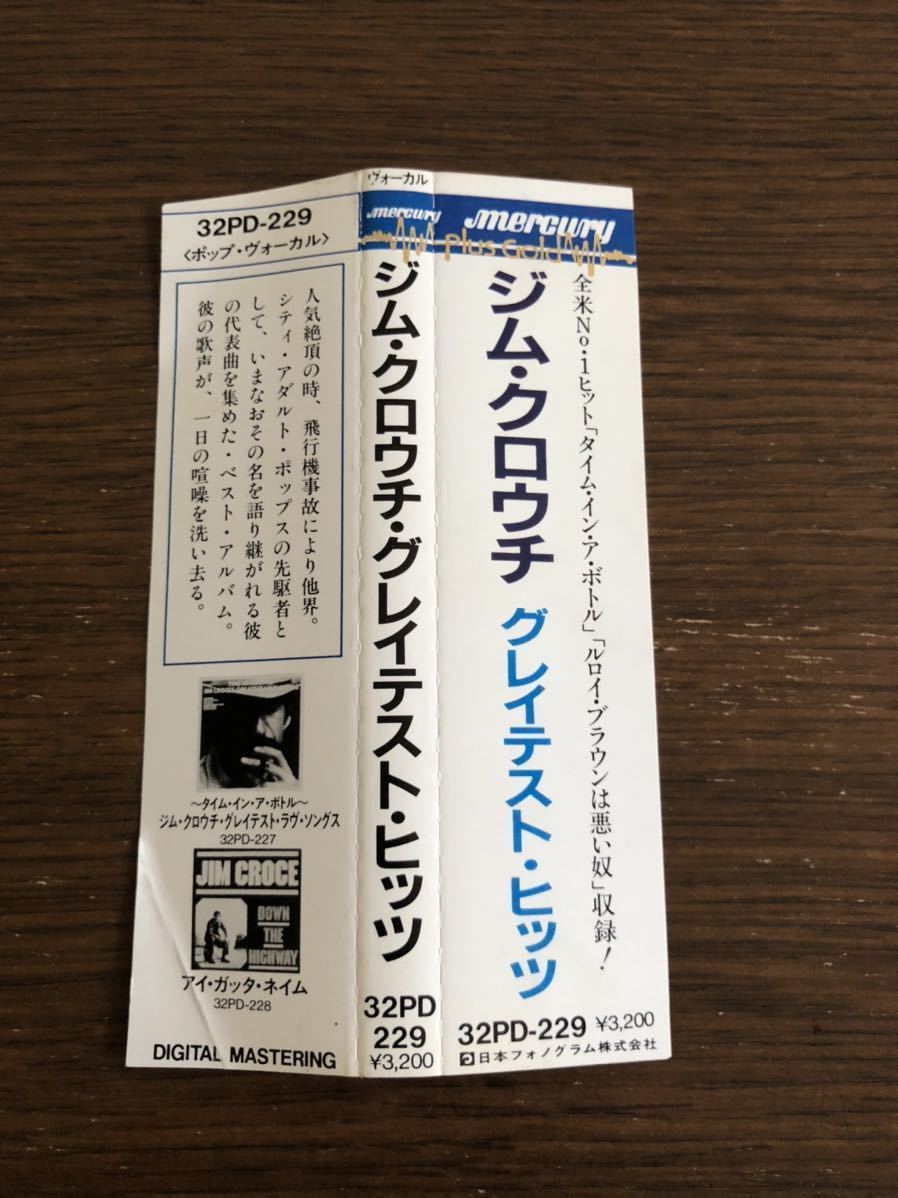 32PD-229
〈ポップ・ヴォーカル〉
人気絶頂の時、飛行機事故により他界。
シティ・アダルト・ポップスの先駆者と
して、いまなおその名を語り継がれる彼
の代表曲を集めた・ベスト・アルバム。
彼の歌声が、一日の喧噪を洗い去る。
〜タイム・イン・ア・ボトル〜
ジム・クロウチ・グレイテスト・ラヴ・ソングス
32PD-227
JIM CROCE
DOWN
THE
HIGHWAY
アイ・ガッタ・ネイム
32PD-228
DIGITAL MASTERING
ヴォーカル
mercury
ジム・クロウチ・グレイテスト・ヒッツ
32PD
229
¥3,200
mercury
Plus Gold
全米No.1ヒット「タイム・イン・ア・ボトル」「ルロイ・ブラウンは悪い奴」収録！
ジム・クロウチ
グレイテスト・ヒッツ
32PD-229 ¥3,200
日本フォノグラム株式会社